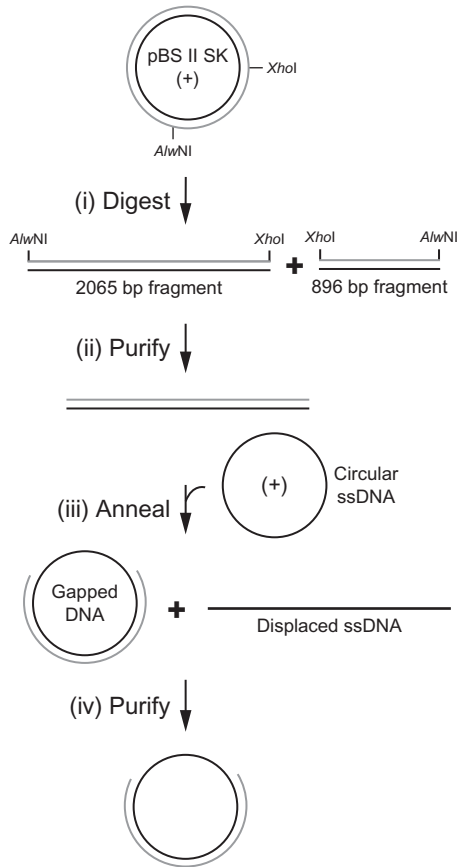 pBS II SK
(+)
XhoI
AlwNI
(i) Digest
AlwNI XhoI XhoI AlwNI
+
2065 bp fragment 896 bp fragment
(ii) Purify
(+)
Circular
ssDNA
(iii) Anneal
Gapped
DNA
+
Displaced ssDNA
(iv) Purify